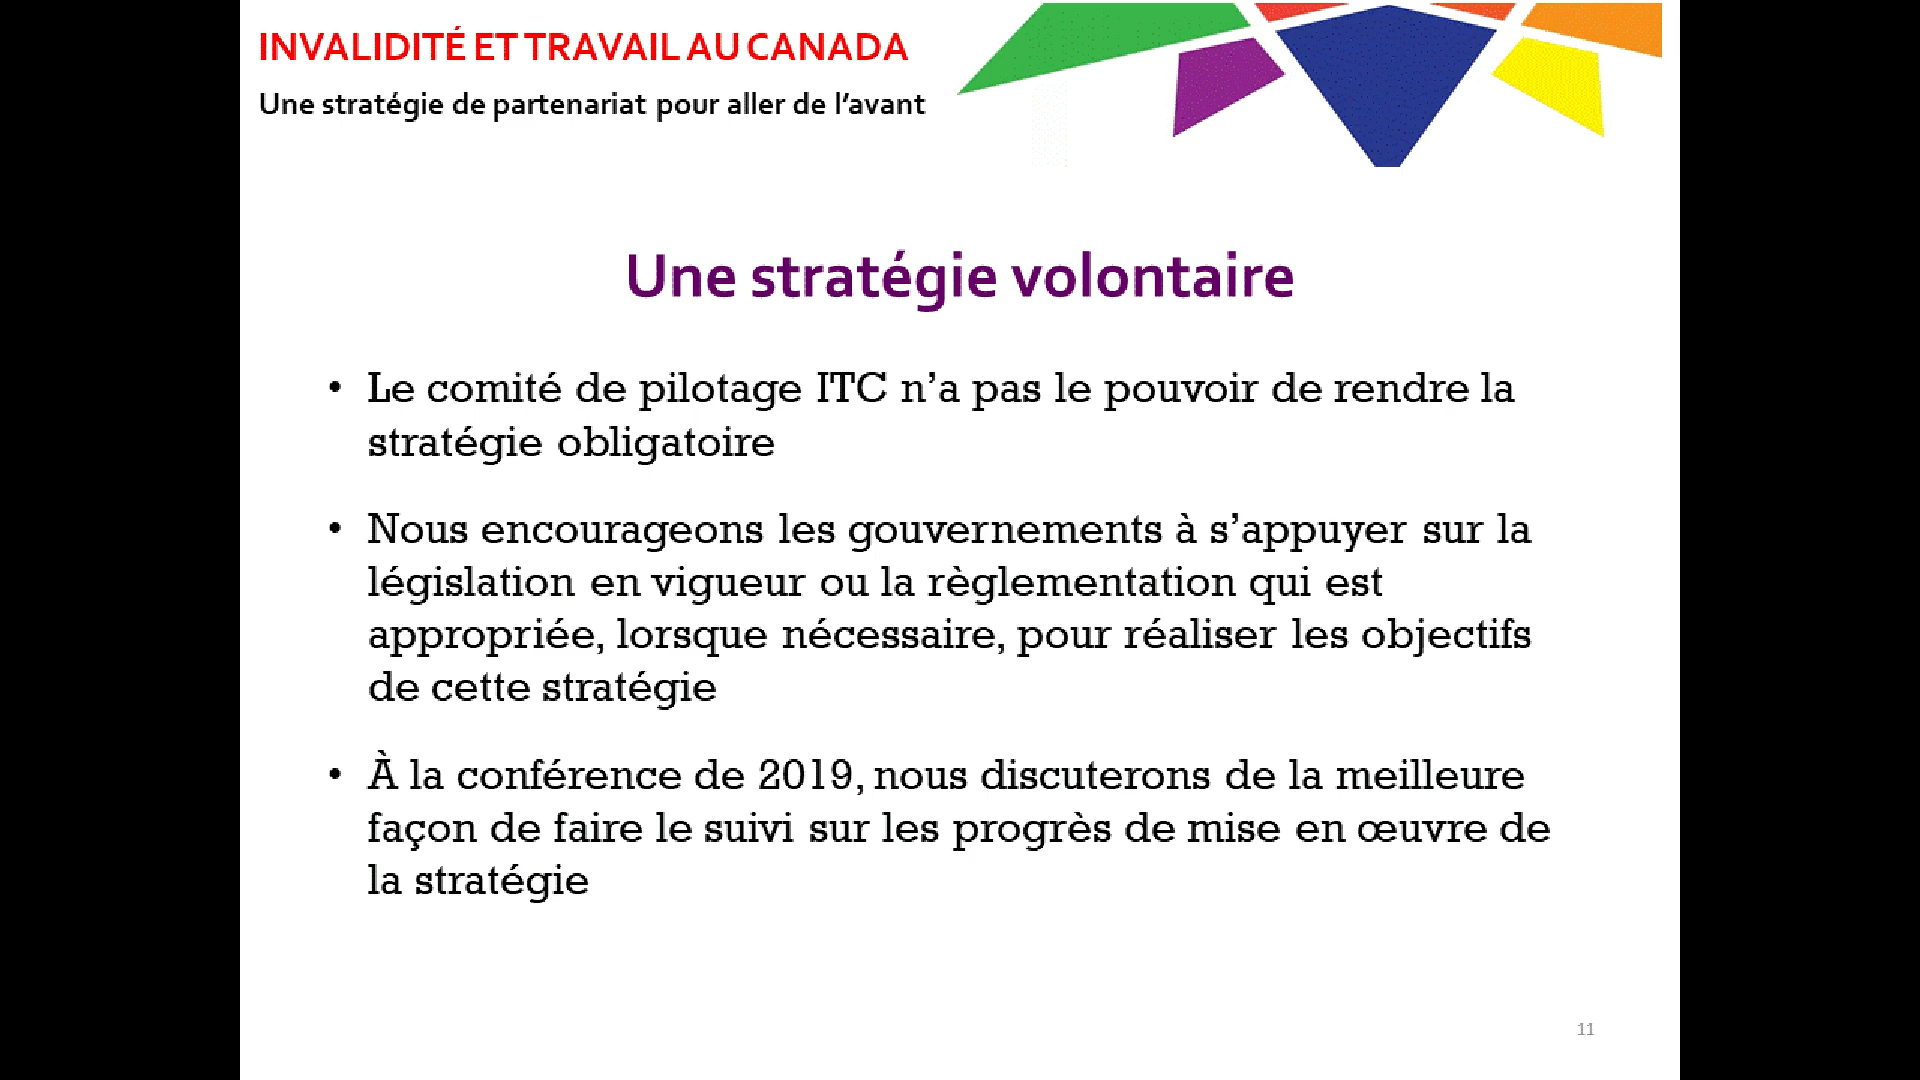 INVALIDITÉ ET TRAVAIL AU CANADA
Une stratégie de partenariat pour aller de l’avant
Une stratégie volontaire
• Le comité de pilotage ITC n’a pas le pouvoir de rendre la
stratégie obligatoire
• Nous encourageons les gouvernements à s’appuyer sur la
législation en vigueur ou la règlementation qui est
appropriée, lorsque nécessaire, pour réaliser les objectifs
de cette stratégie
• À la conférence de 2019, nous discuterons de la meilleure
façon de faire le suivi sur les progrès de mise en œuvre de
la stratégie
11